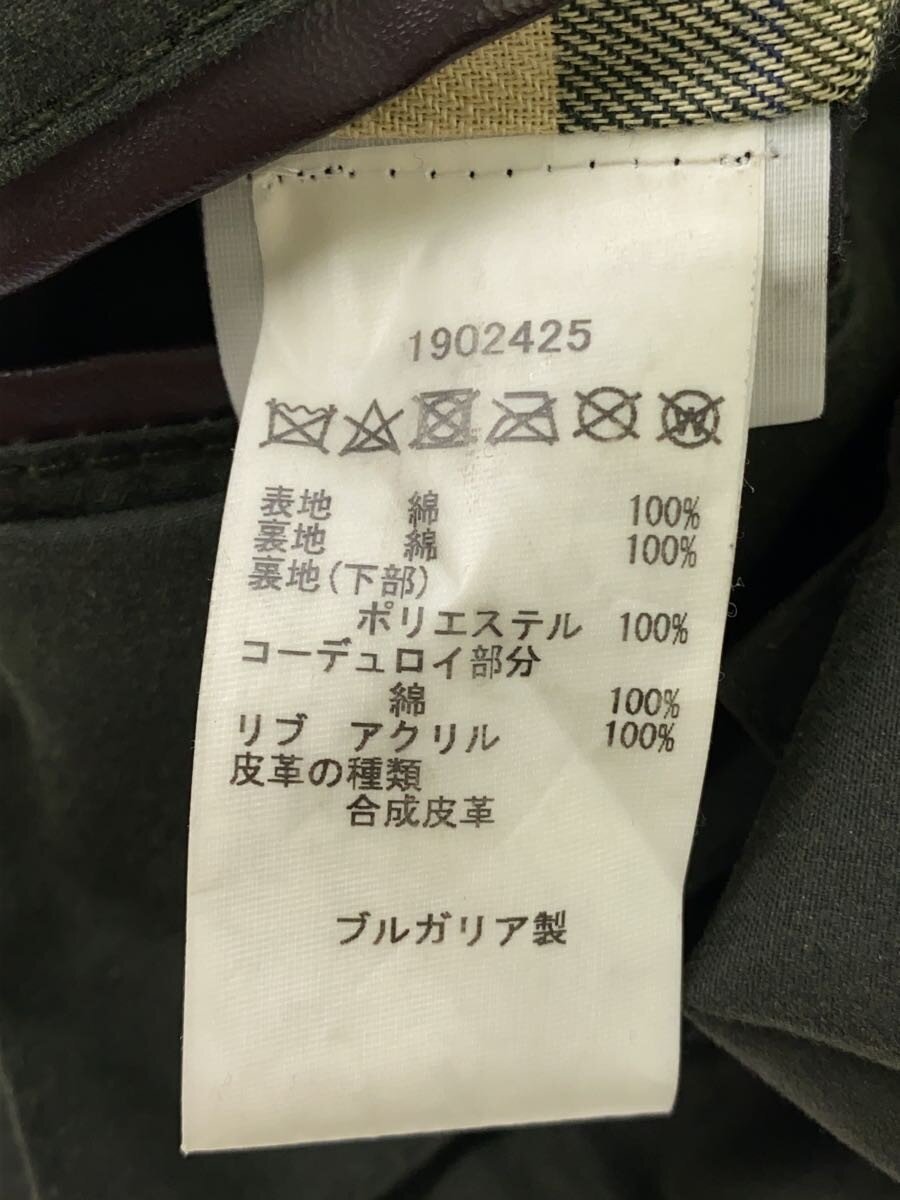 1902425
W
表地 綿 100%
裏地 綿 100%
裏地(下部)
ポリエステル 100%
コーデュロイ部分
綿 100%
リブ アクリル 100%
皮革の種類
合成皮革
ブルガリア製